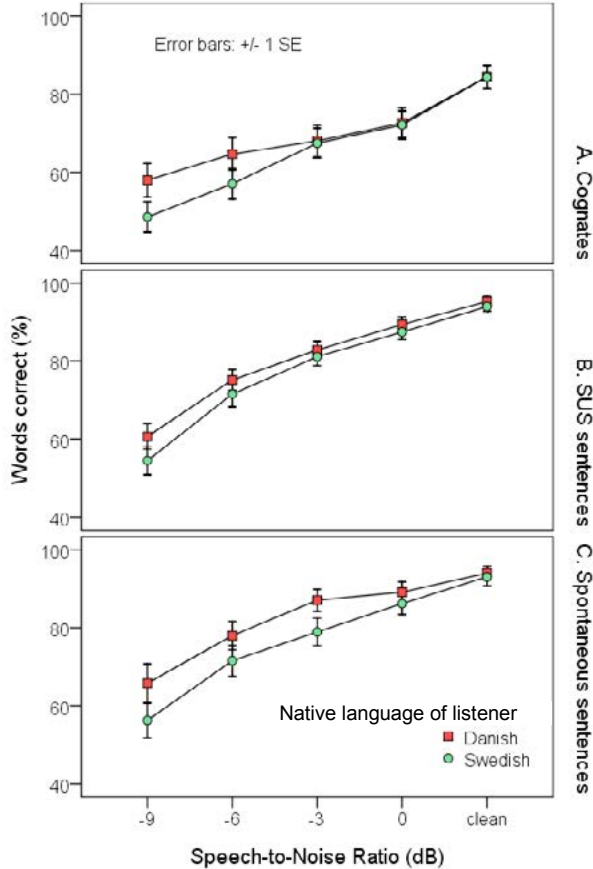 Error bars: +/- 1 SE
100
80
60
40
A. Cognates
100
80
60
40
B. SUS sentences
Words correct (%)
100
80
60
40
C. Spontaneous sentences
Native language of listener
Danish
Swedish
-9 -6 -3 0 clean
Speech-to-Noise Ratio (dB)